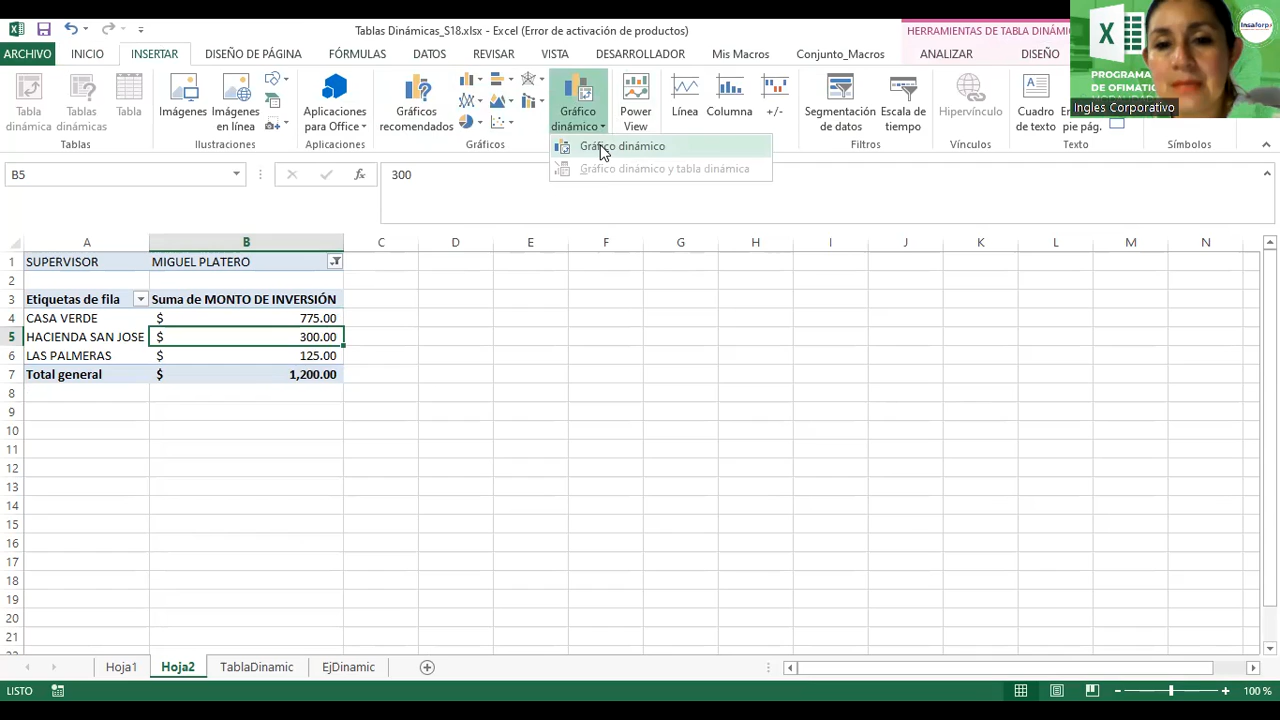 Tablas Dinámicas_S18.xlsx - Excel (Error de activación de productos)
HERRAMIENTAS DE TABLA DINÁMI
ARCHIVO INICIO INSERTAR DISEÑO DE PÁGINA FÓRMULAS DATOS REVISAR VISTA DESARROLLADOR Mis Macros Conjunto_Macros ANALIZAR DISEÑO
Tabla dinámica
Tablas dinámicas
Tabla
Tablas
Imágenes
Imágenes en línea
Ilustraciones
Aplicaciones para Office
Aplicaciones
Gráficos recomendados
Gráficos
Gráfico dinámico
Power View
Línea
Columna
+/-
Segmentación de datos
Escala de tiempo
Filtros
Hipervínculo
Vínculos
Cuadro de texto
pie pág.
Texto
Símbolos
Gráfico dinámico
Gráfico dinámico y tabla dinámica
X
PROGRAMA
DE OFIMATIC
Ingles Corporativo
Insaforp
B5
fx
300
A B C D E F G H I J K L M N
1 SUPERVISOR MIGUEL PLATERO
2
3 Etiquetas de fila Suma de MONTO DE INVERSIÓN
4 CASA VERDE $ 775.00
5 HACIENDA SAN JOSE $ 300.00
6 LAS PALMERAS $ 125.00
7 Total general $ 1,200.00
8
9
10
11
12
13
14
15
16
17
18
19
20
21
Hoja1 Hoja2 TablaDinamic EjDinamic
LISTO
100 %